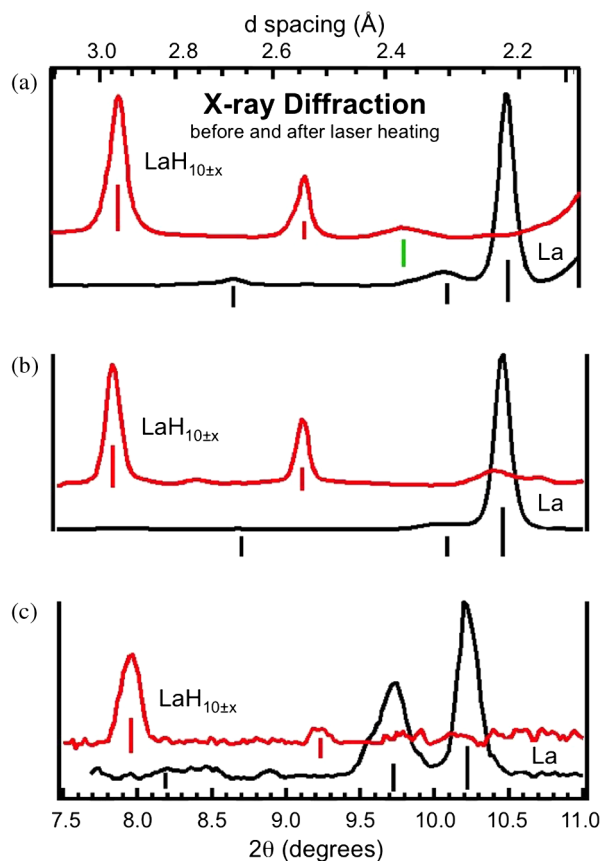 d spacing (Å)
3.0 2.8 2.6 2.4 2.2
(a)
X-ray Diffraction
before and after laser heating
LaH10±x
La
(b)
LaH10±x
La
(c)
LaH10±x
La
7.5 8.0 8.5 9.0 9.5 10.0 10.5 11.0
2θ (degrees)